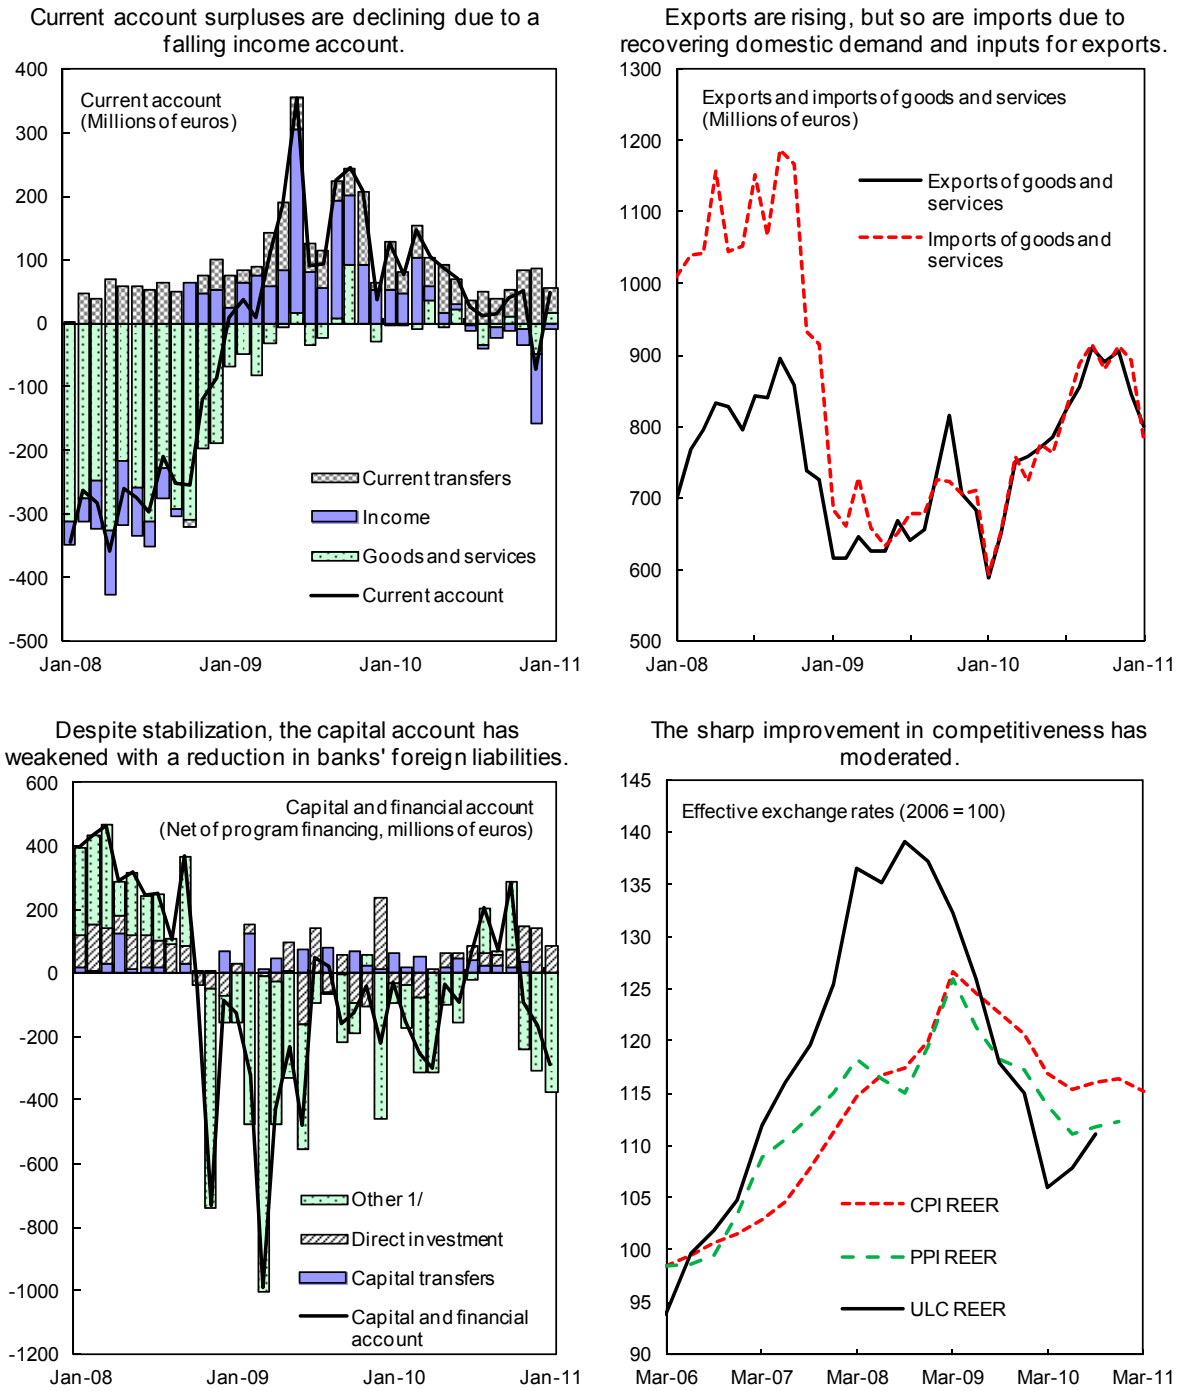 Current account surpluses are declining due to a
falling income account.
400
300
200
100
0
-100
-200
-300
-400
-500
Current account
(Millions of euros)
Current transfers
Income
Goods and services
Current account
Jan-08
Jan-09
Jan-10
Jan-11
Exports are rising, but so are imports due to
recovering domestic demand and inputs for exports.
1300
1200
1100
1000
900
800
700
600
500
Exports and imports of goods and services
(Millions of euros)
Exports of goods and
services
Imports of goods and
services
Jan-08
Jan-09
Jan-10
Jan-11
Despite stabilization, the capital account has
weakened with a reduction in banks' foreign liabilities.
600
400
200
0
-200
-400
-600
-800
-1000
-1200
Capital and financial account
(Net of program financing, millions of euros)
Other 1/
Direct investment
Capital transfers
Capital and financial
account
Jan-08
Jan-09
Jan-10
Jan-11
The sharp improvement in competitiveness has
moderated.
145
140
135
130
125
120
115
110
105
100
95
90
Effective exchange rates (2006 = 100)
CPI REER
PPI REER
ULC REER
Mar-06
Mar-07
Mar-08
Mar-09
Mar-10
Mar-11